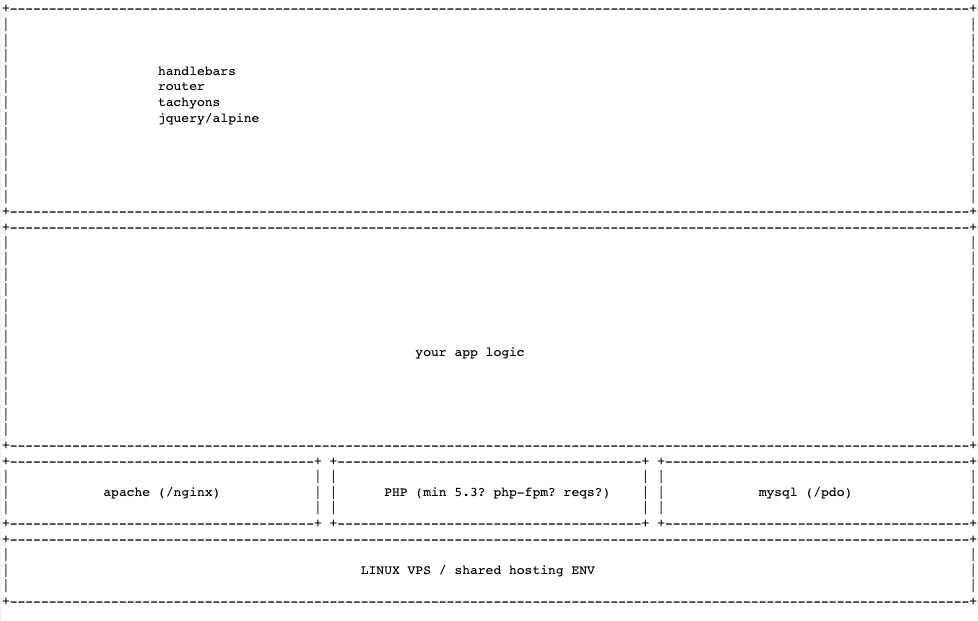 handlebars
router
tachyons
jquery/alpine
your app logic
apache (/nginx)
PHP (min 5.3? php-fpm? reqs?)
mysql (/pdo)
LINUX VPS / shared hosting ENV